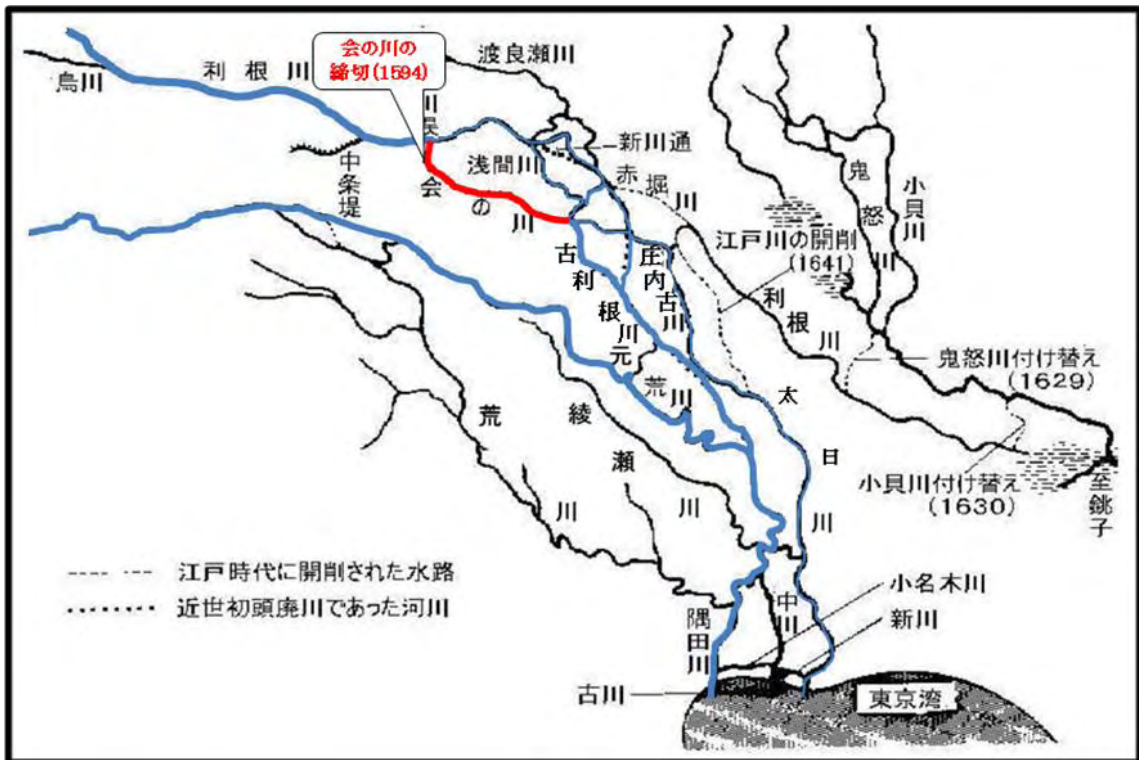 会の川の
締切(1594)
渡良瀬川
烏川
利根川
川俣
新川通
浅間川
赤堀川
中条堤
会の川
鬼怒川
小貝川
江戸川の開削
(1641)
古利根川
庄内古川
利根川
元荒川
鬼怒川付け替え
(1629)
荒川
綾瀬川
太日川
小貝川付け替え
(1630)
至銚子
江戸時代に開削された水路
近世初頭廃川であった河川
小名木川
中川
新川
隅田川
古川
東京湾